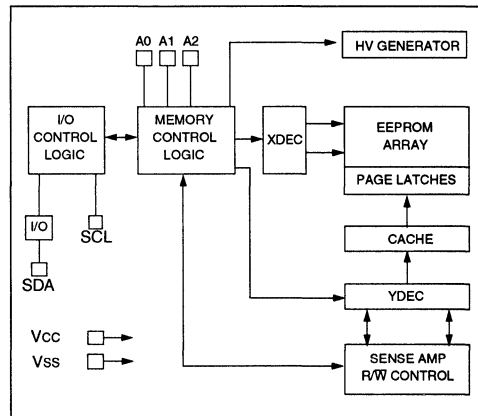 A0 A1 A2
HV GENERATOR
I/O
CONTROL
LOGIC
MEMORY
CONTROL
LOGIC
XDEC
EEPROM
ARRAY
PAGE LATCHES
I/O
SCL
SDA
CACHE
YDEC
VCC
VSS
SENSE AMP
R/W̅ CONTROL